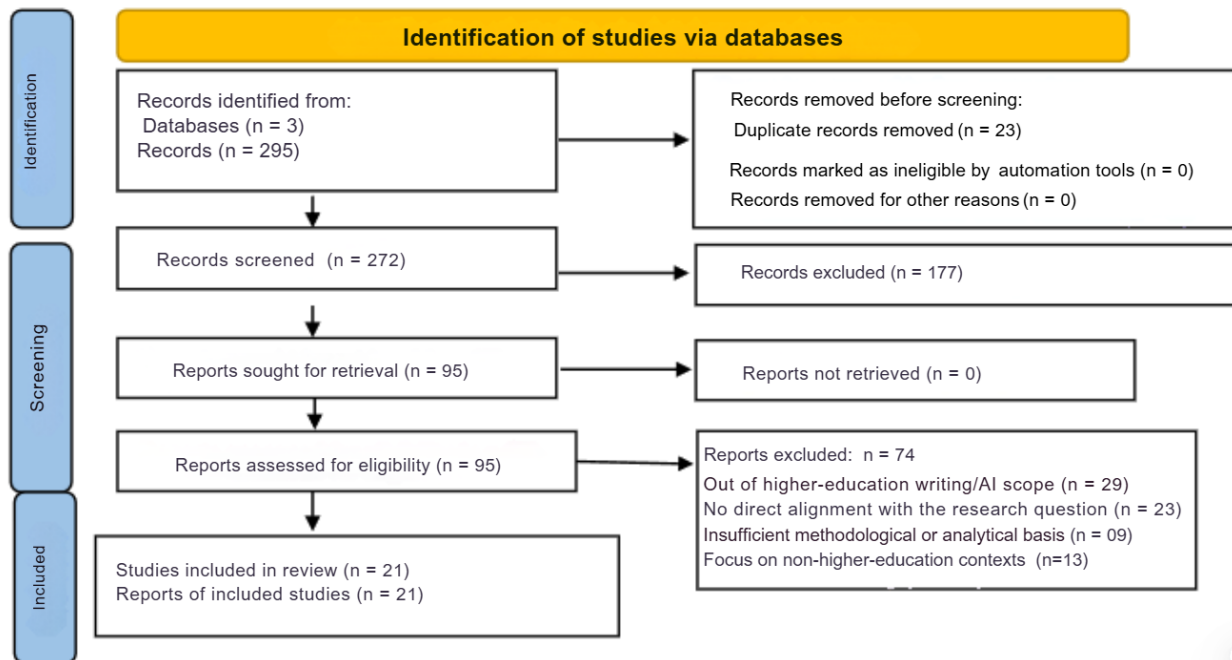 Identification of studies via databases
Identification
Records identified from:
Databases (n = 3)
Records (n = 295)
Records removed before screening:
Duplicate records removed (n = 23)
Records marked as ineligible by automation tools (n = 0)
Records removed for other reasons (n = 0)
Screening
Records screened (n = 272)
Records excluded (n = 177)
Reports sought for retrieval (n = 95)
Reports not retrieved (n = 0)
Reports assessed for eligibility (n = 95)
Reports excluded: n = 74
Out of higher-education writing/AI scope (n = 29)
No direct alignment with the research question (n = 23)
Insufficient methodological or analytical basis (n = 09)
Focus on non-higher-education contexts (n=13)
Included
Studies included in review (n = 21)
Reports of included studies (n = 21)